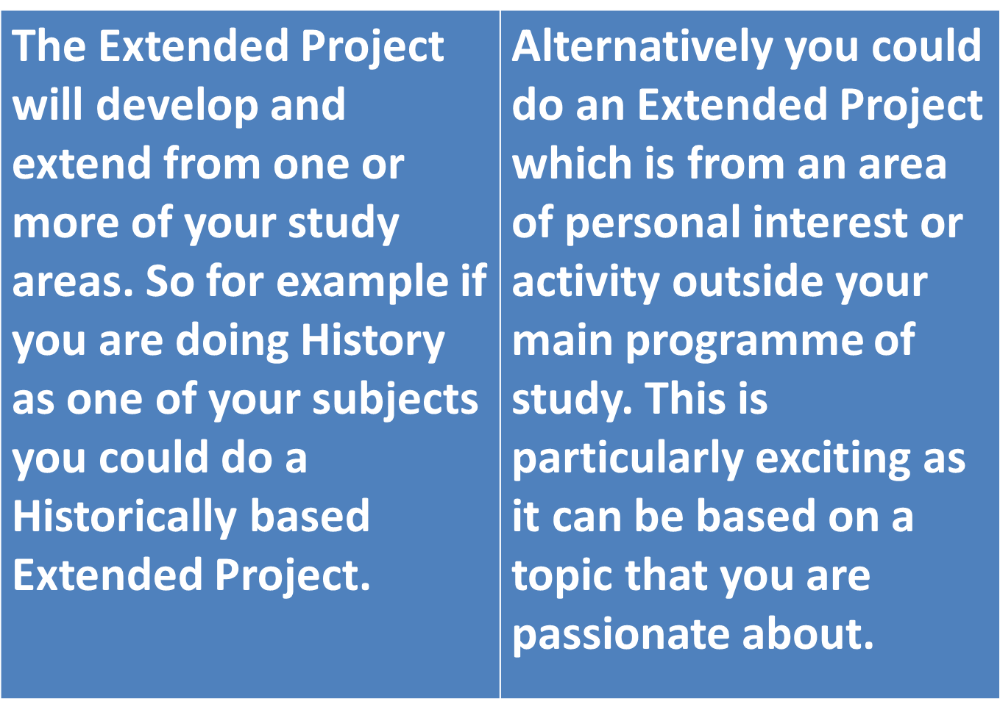 The Extended Project
will develop and
extend from one or
more of your study
areas. So for example if
you are doing History
as one of your subjects
you could do a
Historically based
Extended Project.
Alternatively you could
do an Extended Project
which is from an area
of personal interest or
activity outside your
main programme of
study. This is
particularly exciting as
it can be based on a
topic that you are
passionate about.